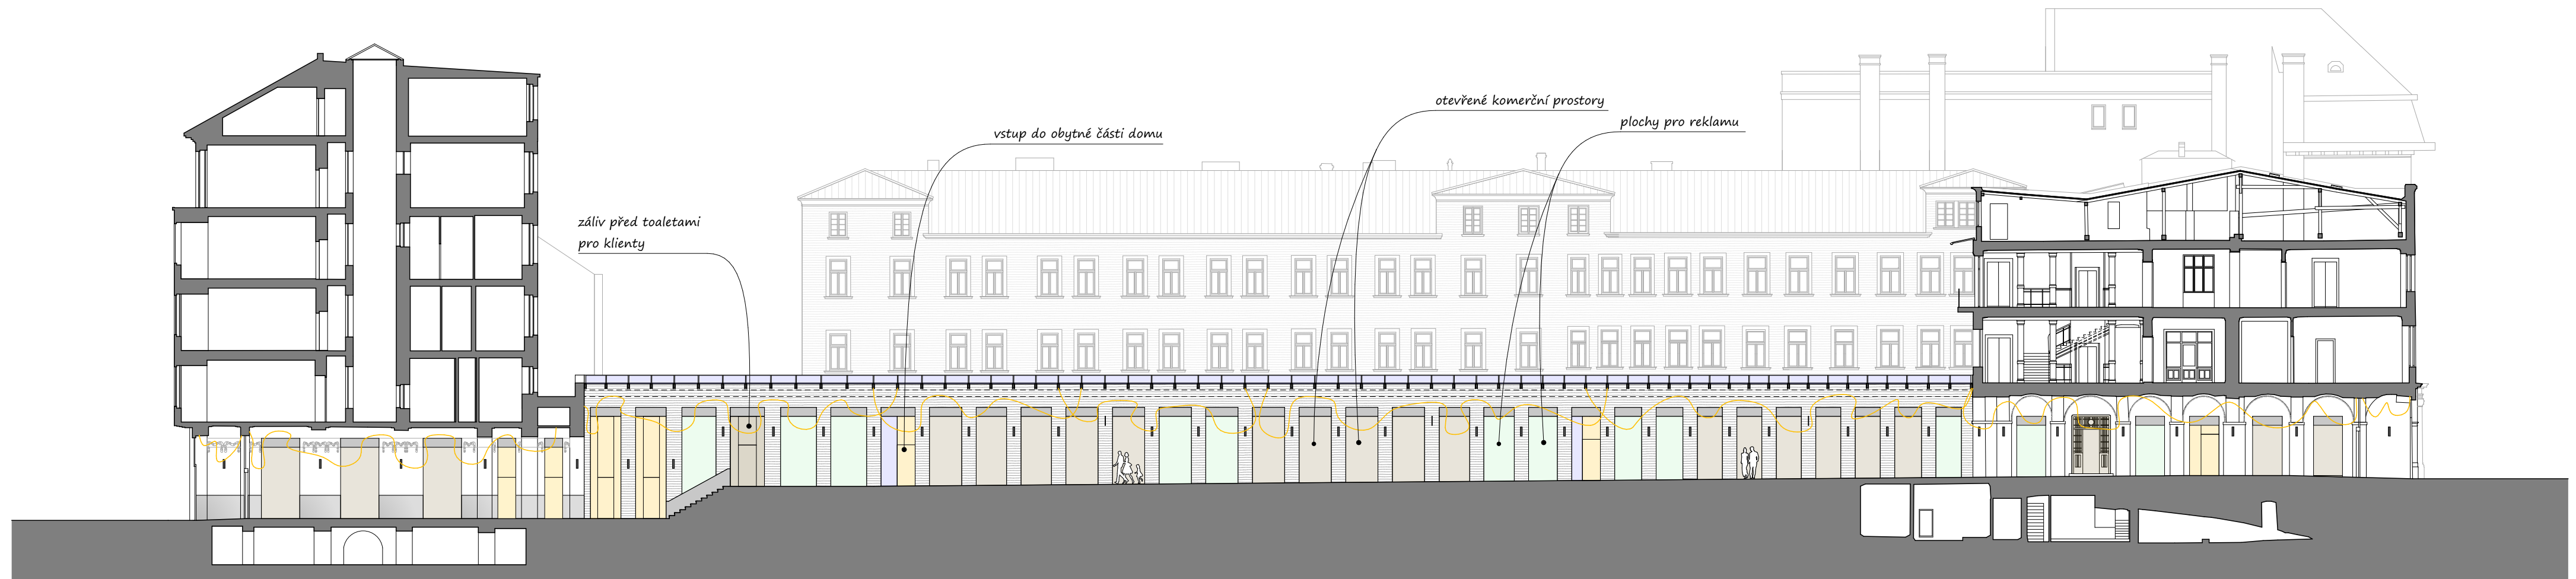 otevřené komerční prostory
plochy pro reklamu
vstup do obytné části domu
záliv před toaletami
pro klienty